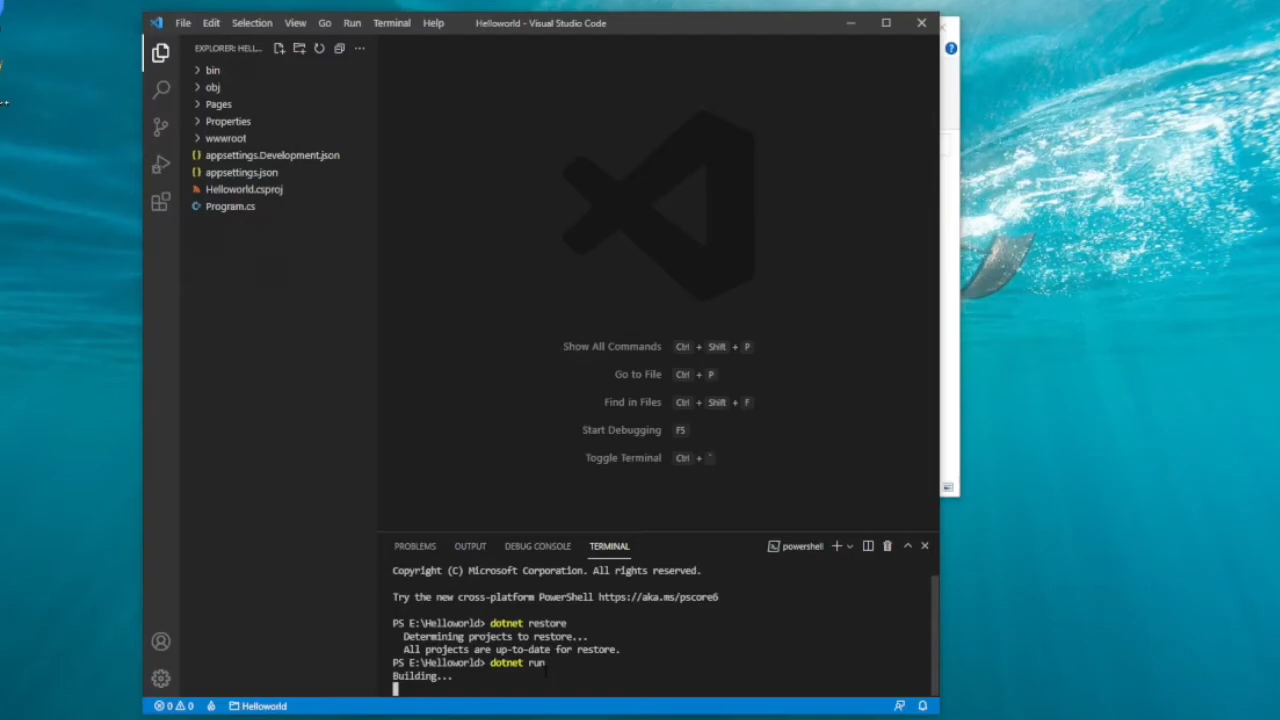 File Edit Selection View Go Run Terminal Help Helloworld - Visual Studio Code
EXPLORER: HELL...
bin
obj
Pages
Properties
wwwroot
appsettings.Development.json
appsettings.json
Helloworld.csproj
Program.cs
Show All Commands Ctrl + Shift + P
Go to File Ctrl + P
Find in Files Ctrl + Shift + F
Start Debugging F5
Toggle Terminal Ctrl + `
PROBLEMS OUTPUT DEBUG CONSOLE TERMINAL powershell
Copyright (C) Microsoft Corporation. All rights reserved.
Try the new cross-platform PowerShell https://aka.ms/pscore6
PS E:\Helloworld> dotnet restore
Determining projects to restore...
All projects are up-to-date for restore.
PS E:\Helloworld> dotnet run
Building...
0 0 Helloworld